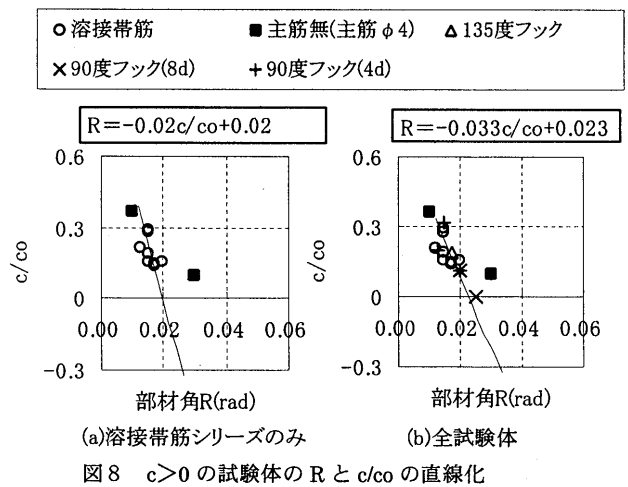 ○ 溶接帯筋 ■ 主筋無(主筋φ4) △ 135度フック
× 90度フック(8d) + 90度フック(4d)
R=-0.02c/co+0.02
R=-0.033c/co+0.023
0.6
0.3
0
-0.3
c/co
0.00 0.02 0.04 0.06
部材角R(rad)
(a)溶接帯筋シリーズのみ
0.6
0.3
0
-0.3
c/co
0.00 0.02 0.04 0.06
部材角R(rad)
(b)全試験体
図8 c>0 の試験体の R と c/co の直線化